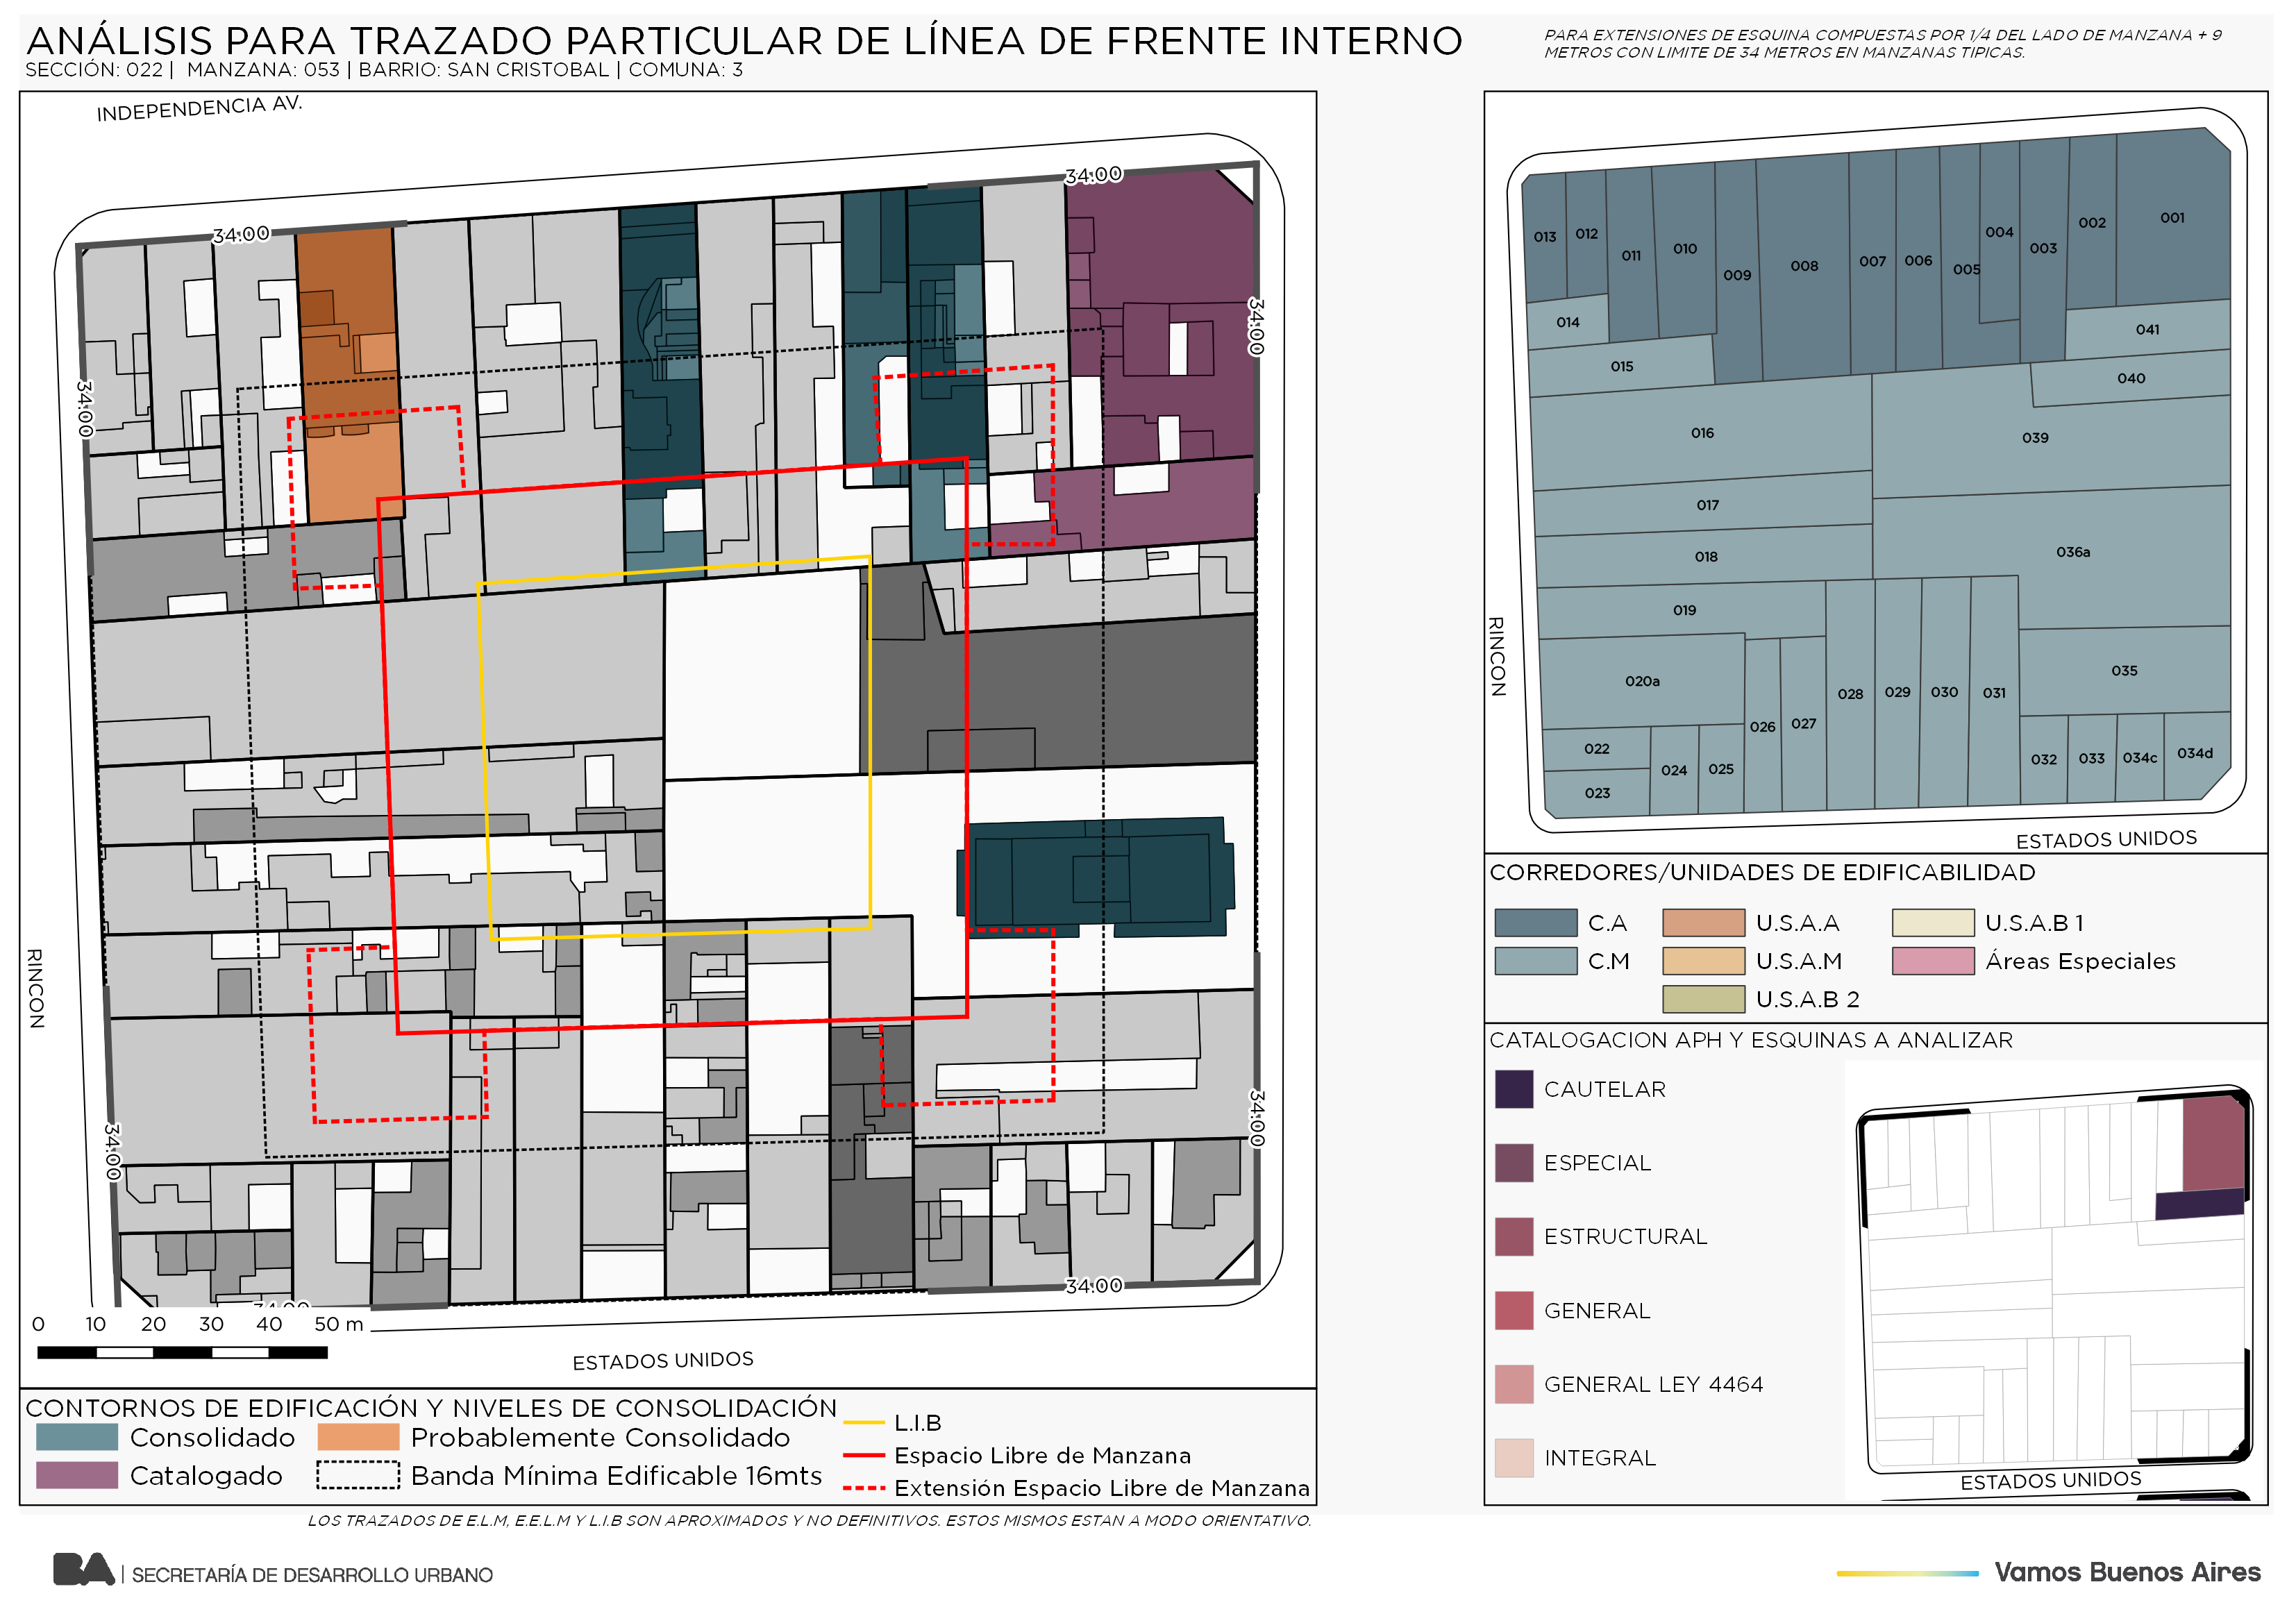 ANÁLISIS PARA TRAZADO PARTICULAR DE LÍNEA DE FRENTE INTERNO
SECCIÓN: 022 | MANZANA: 053 | BARRIO: SAN CRISTOBAL | COMUNA: 3
PARA EXTENSIONES DE ESQUINA COMPUESTAS POR 1/4 DEL LADO DE MANZANA + 9
METROS CON LIMITE DE 34 METROS EN MANZANAS TIPICAS.
INDEPENDENCIA AV.
34.00
34.00
34.00
34.00
34.00
34.00
34.00
34.00
RINCON
ESTADOS UNIDOS
0 10 20 30 40 50 m
CONTORNOS DE EDIFICACIÓN Y NIVELES DE CONSOLIDACIÓN
Consolidado
Probablemente Consolidado
Catalogado
Banda Mínima Edificable 16mts
L.I.B
Espacio Libre de Manzana
Extensión Espacio Libre de Manzana
LOS TRAZADOS DE E.L.M, E.E.L.M Y L.I.B SON APROXIMADOS Y NO DEFINITIVOS. ESTOS MISMOS ESTAN A MODO ORIENTATIVO.
013
012
011
010
009
008
007
006
005
004
003
002
001
014
015
041
040
016
039
017
018
036a
019
020a
035
022
023
024
025
026
027
028
029
030
031
032
033
034c
034d
RINCON
ESTADOS UNIDOS
CORREDORES/UNIDADES DE EDIFICABILIDAD
C.A
U.S.A.A
U.S.A.B 1
C.M
U.S.A.M
Áreas Especiales
U.S.A.B 2
CATALOGACION APH Y ESQUINAS A ANALIZAR
CAUTELAR
ESPECIAL
ESTRUCTURAL
GENERAL
GENERAL LEY 4464
INTEGRAL
ESTADOS UNIDOS
BA | SECRETARÍA DE DESARROLLO URBANO
Vamos Buenos Aires